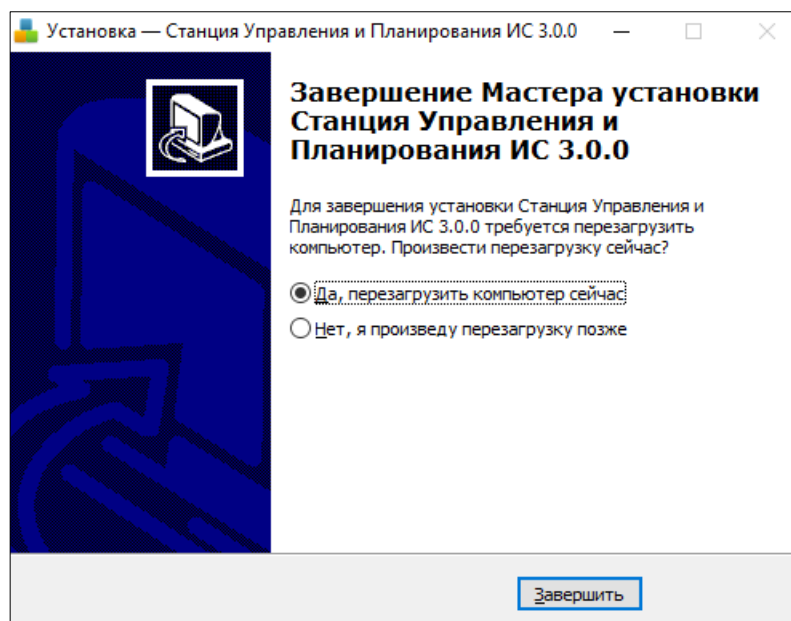 Установка — Станция Управления и Планирования ИС 3.0.0
Завершение Мастера установки
Станция Управления и
Планирования ИС 3.0.0
Для завершения установки Станция Управления и
Планирования ИС 3.0.0 требуется перезагрузить
компьютер. Произвести перезагрузку сейчас?
Да, перезагрузить компьютер сейчас
Нет, я произведу перезагрузку позже
Завершить